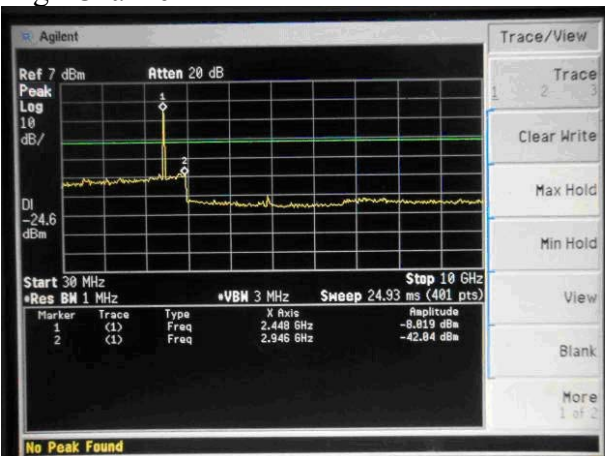 Agilent
Trace/View
Ref 7 dBm
Atten 20 dB
Peak
Log
10
dB/
1
2
DI
-24.6
dBm
Start 30 MHz
Stop 10 GHz
*Res BW 1 MHz
*VBW 3 MHz
Sweep 24.93 ms (401 pts)
Marker Trace Type X Axis Amplitude
1 (1) Freq 2.448 GHz -8.019 dBm
2 (1) Freq 2.946 GHz -42.04 dBm
No Peak Found
Trace
1 2 3
Clear Write
Max Hold
Min Hold
View
Blank
More
1 of 2